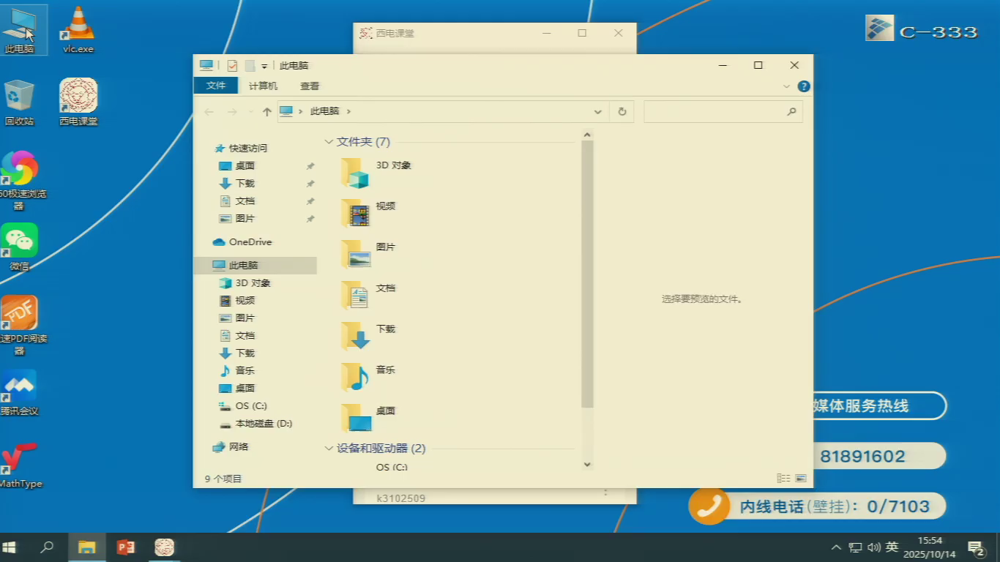 此电脑
vlc.exe
回收站
西电课堂
60极速浏览
器
微信
PDF
速PDF阅读
器
腾讯会议
MathType
C-333
西电课堂
此电脑
文件
计算机
查看
此电脑
快速访问
桌面
下载
文档
图片
OneDrive
此电脑
3D 对象
视频
图片
文档
下载
音乐
桌面
OS (C:)
本地磁盘 (D:)
网络
9 个项目
文件夹 (7)
3D 对象
视频
图片
文档
下载
音乐
桌面
设备和驱动器 (2)
OS (C:)
选择要预览的文件。
k3102509
媒体服务热线
81891602
内线电话(壁挂): 0/7103
英
15:54
2025/10/14
2